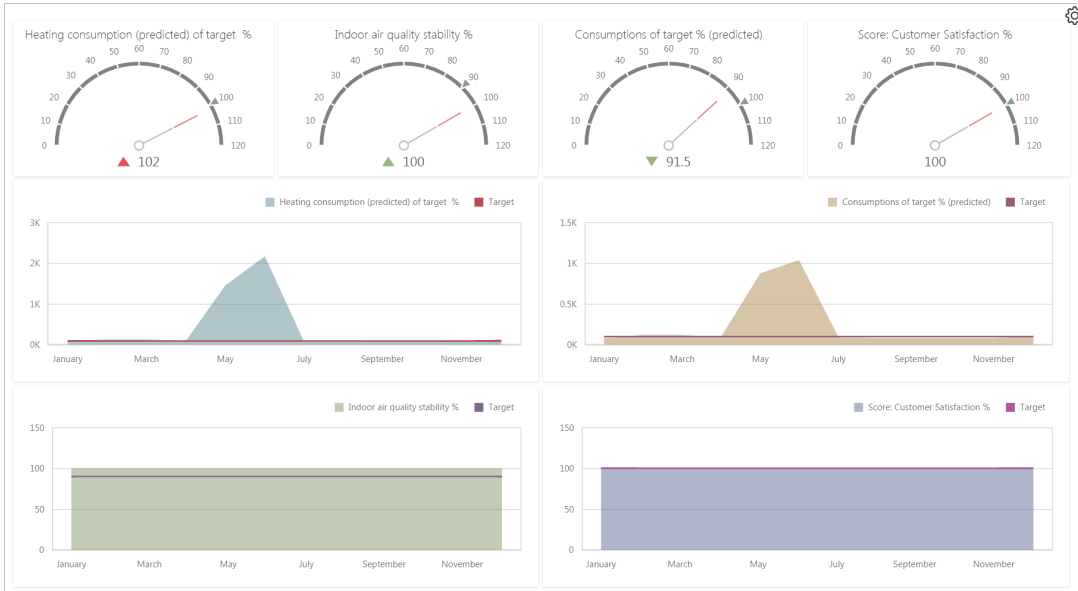 Heating consumption (predicted) of target %
0 10 20 30 40 50 60 70 80 90 100 110 120
102
Indoor air quality stability %
0 10 20 30 40 50 60 70 80 90 100 110 120
100
Consumptions of target % (predicted)
0 10 20 30 40 50 60 70 80 90 100 110 120
91.5
Score: Customer Satisfaction %
0 10 20 30 40 50 60 70 80 90 100 110 120
100
Heating consumption (predicted) of target % Target
3K
2K
1K
0K
January March May July September November
Consumptions of target % (predicted) Target
1.5K
1K
0.5K
0K
January March May July September November
Indoor air quality stability % Target
150
100
50
0
January March May July September November
Score: Customer Satisfaction % Target
150
100
50
0
January March May July September November